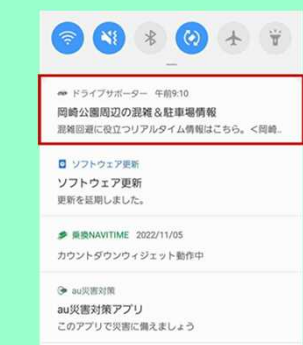 ドライブサポーター 午前9:10
岡崎公園周辺の混雑＆駐車場情報
混雑回避に役立つリアルタイム情報はこちら。＜岡崎..
ソフトウェア更新
ソフトウェア更新
更新を延期しました。
乗換NAVITIME 2022/11/05
カウントダウンウィジェット動作中
au災害対策
au災害対策アプリ
このアプリで災害に備えましょう